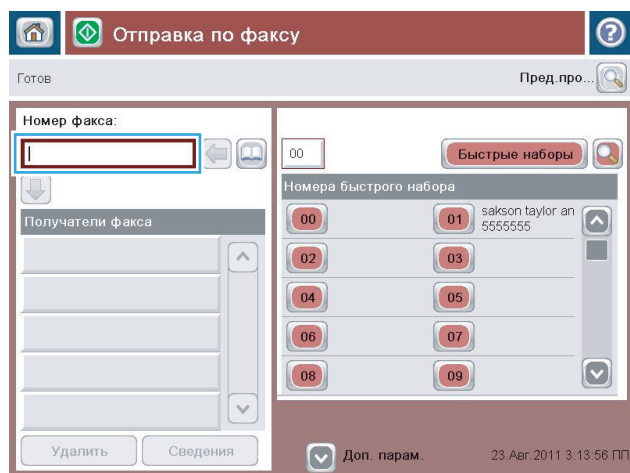 Отправка по факсу
?
Готов
Пред.про...
Номер факса:
00
Быстрые наборы
Номера быстрого набора
Получатели факса
00
01
sakson taylor an
5555555
02
03
04
05
06
07
08
09
Удалить
Сведения
Доп. парам.
23.Авг.2011 3:13:56 ПП